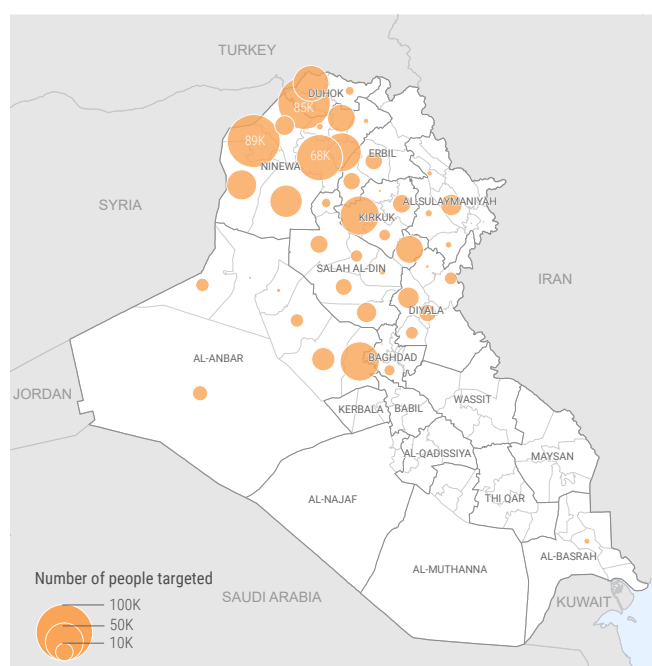 TURKEY
DUHOK
85K
89K
68K
ERBIL
NINEWA
AL-SULAYMANIYAH
SYRIA
KIRKUK
SALAH AL-DIN
IRAN
DIYALA
AL-ANBAR
BAGHDAD
JORDAN
WASSIT
KERBALA
BABIL
AL-QADISSIYA
MAYSAN
AL-NAJAF
THI QAR
AL-BASRAH
AL-MUTHANNA
Number of people targeted
SAUDI ARABIA
KUWAIT
100K
50K
10K